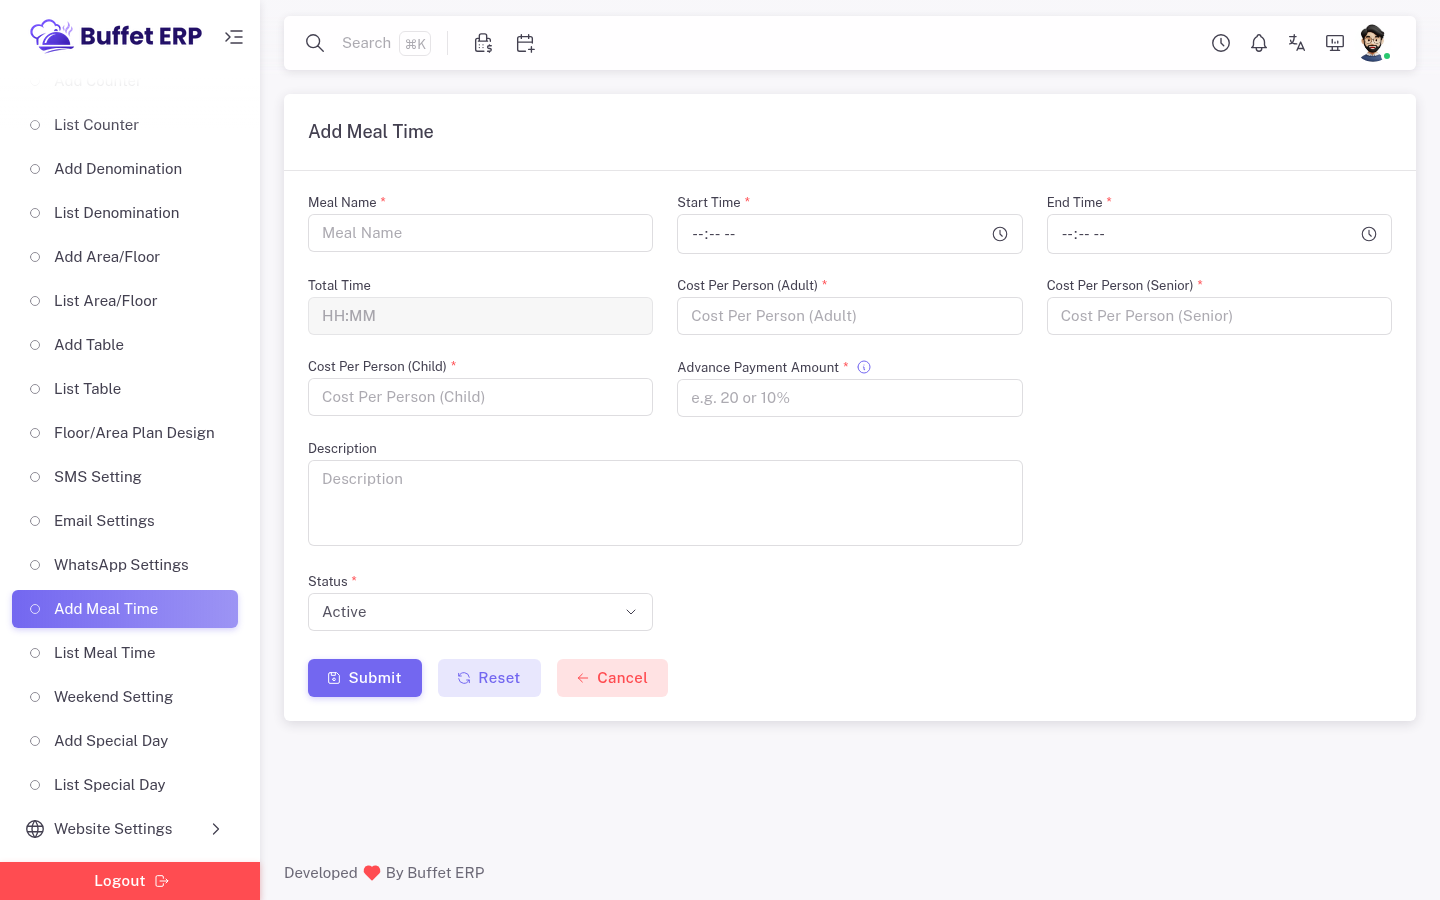 Buffet ERP
Add Counter
List Counter
Add Denomination
List Denomination
Add Area/Floor
List Area/Floor
Add Table
List Table
Floor/Area Plan Design
SMS Setting
Email Settings
WhatsApp Settings
Add Meal Time
List Meal Time
Weekend Setting
Add Special Day
List Special Day
Website Settings
Logout
Search ⌘K
Add Meal Time
Meal Name *
Meal Name
Start Time *
--:-- --
End Time *
--:-- --
Total Time
HH:MM
Cost Per Person (Adult) *
Cost Per Person (Adult)
Cost Per Person (Senior) *
Cost Per Person (Senior)
Cost Per Person (Child) *
Cost Per Person (Child)
Advance Payment Amount *
e.g. 20 or 10%
Description
Description
Status *
Active
Submit
Reset
Cancel
Developed ❤ By Buffet ERP